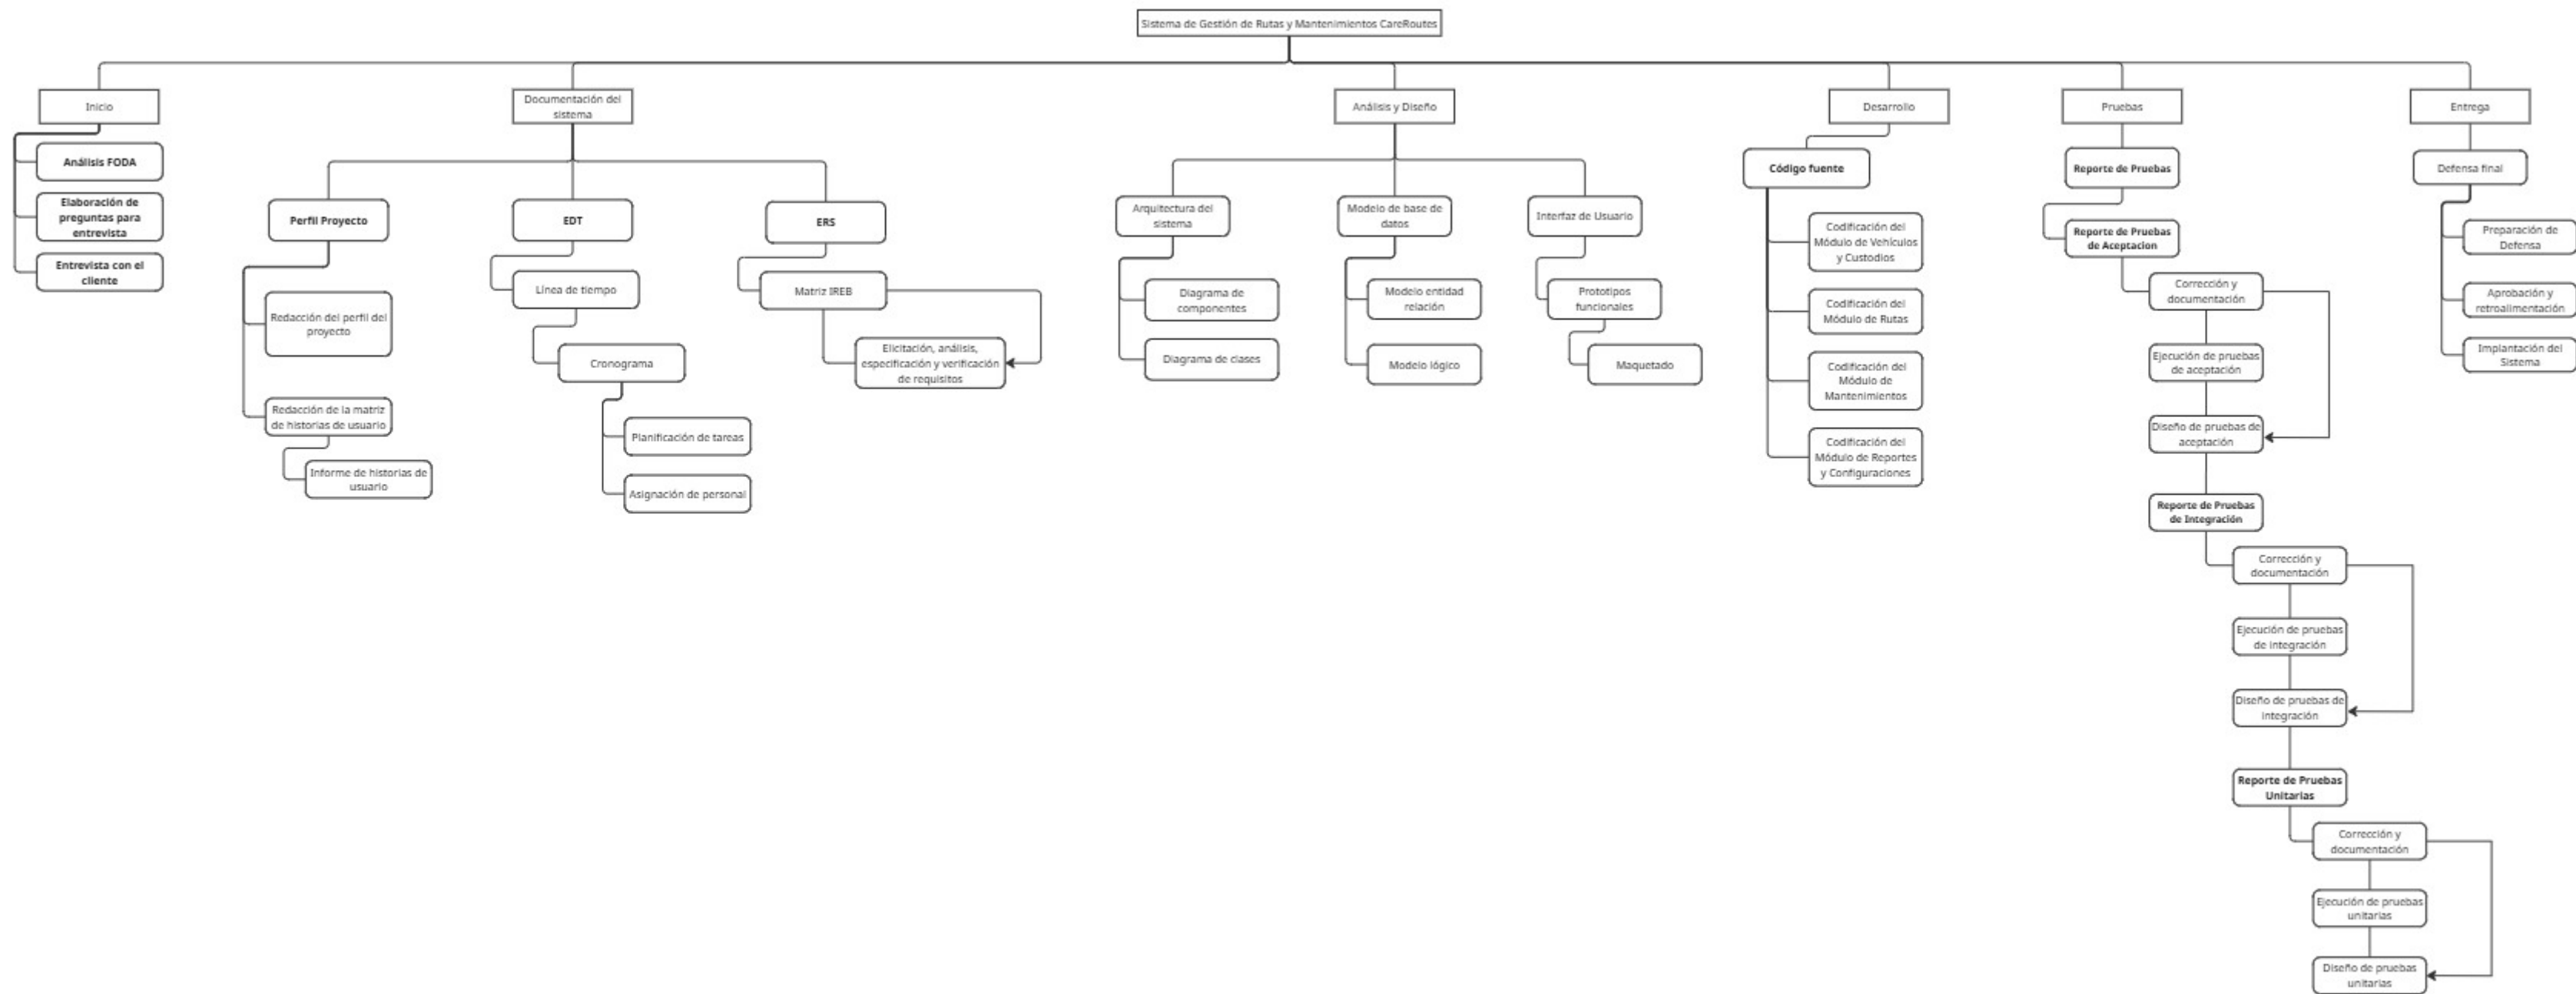 Sistema de Gestión de Rutas y Mantenimientos CareRoutes
Inicio
Análisis FODA
Elaboración de
preguntas para
entrevista
Entrevista con el
cliente
Documentación del
sistema
Perfil Proyecto
Redacción del perfil del
proyecto
Redacción de la matriz
de historias de usuario
Informe de historias de
usuario
EDT
Línea de tiempo
Cronograma
Planificación de tareas
Asignación de personal
ERS
Matriz IREB
Elicitación, análisis,
especificación y verificación
de requisitos
Análisis y Diseño
Arquitectura del
sistema
Diagrama de
componentes
Diagrama de clases
Modelo de base de
datos
Modelo entidad
relación
Modelo lógico
Interfaz de Usuario
Prototipos
funcionales
Maquetado
Desarrollo
Código fuente
Codificación del
Módulo de Vehículos
y Custodios
Codificación del
Módulo de Rutas
Codificación del
Módulo de
Mantenimientos
Codificación del
Módulo de Reportes
y Configuraciones
Pruebas
Reporte de Pruebas
Reporte de Pruebas
de Aceptacion
Corrección y
documentación
Ejecución de pruebas
de aceptación
Diseño de pruebas de
aceptación
Reporte de Pruebas
de Integración
Corrección y
documentación
Ejecución de pruebas
de integración
Diseño de pruebas de
integración
Reporte de Pruebas
Unitarias
Corrección y
documentación
Ejecución de pruebas
unitarias
Diseño de pruebas
unitarias
Entrega
Defensa final
Preparación de
Defensa
Aprobación y
retroalimentación
Implantación del
Sistema